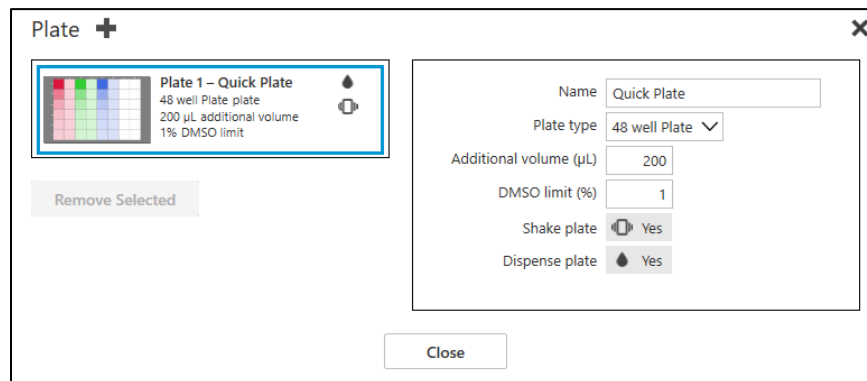 Plate
Plate 1 – Quick Plate
48 well Plate plate
200 µL additional volume
1% DMSO limit
Remove Selected
Name Quick Plate
Plate type 48 well Plate
Additional volume (µL) 200
DMSO limit (%) 1
Shake plate Yes
Dispense plate Yes
Close